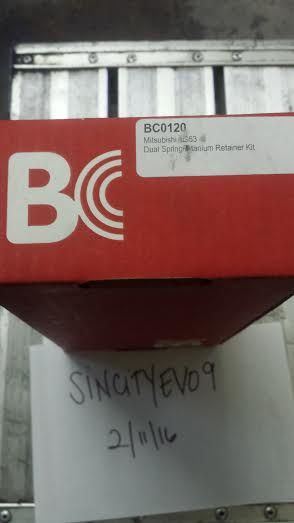 BC0120
Mitsubishi 4G63
Dual Spring/Titanium Retainer Kit
BC
SINCITYEVO9
2/11/16